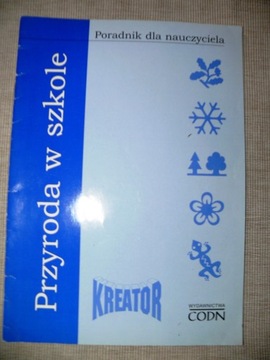 Poradnik dla nauczyciela
Przyroda w szkole
KREATOR
WYDAWNICTWA
CODN